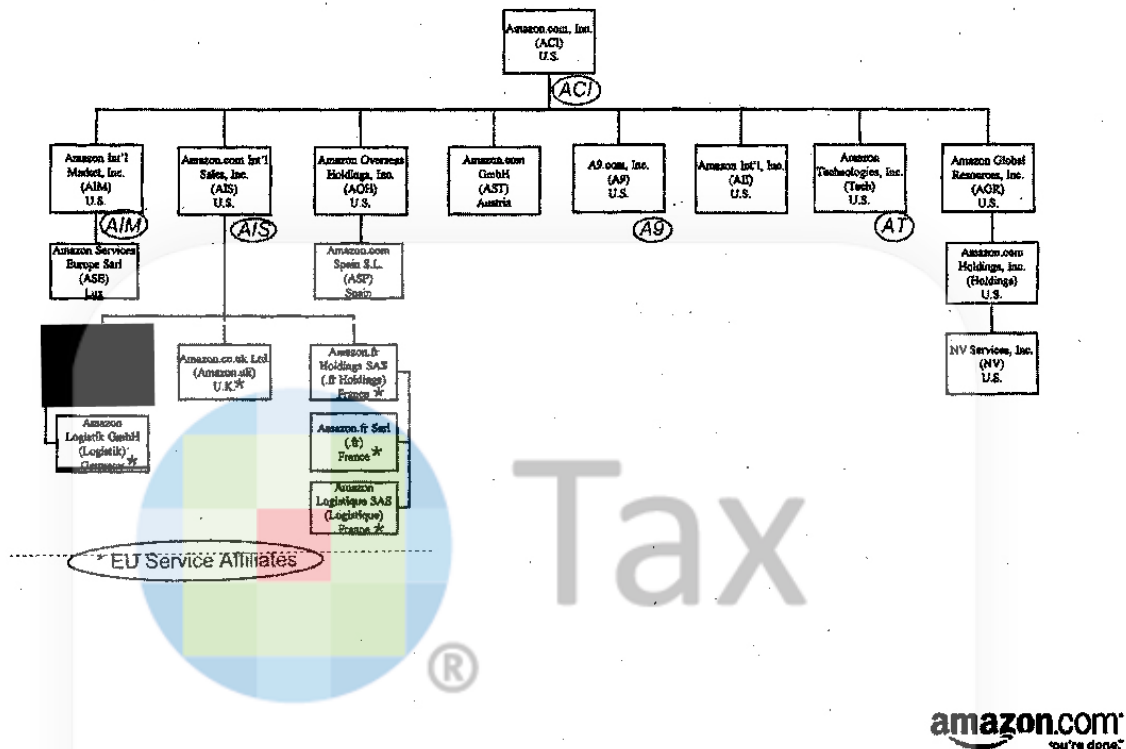 Amazon.com, Inc.
(ACI)
U.S.
ACI
Amazon Int'l
Market, Inc.
(AIM)
U.S.
AIM
Amazon.com Int'l
Sales, Inc.
(AIS)
U.S.
AIS
Amazon Overseas
Holdings, Inc.
(AOH)
U.S.
Amazon.com
GmbH
(AST)
Austria
A9.com, Inc.
(A9)
U.S.
A9
Amazon Int'l, Inc.
(AII)
U.S.
Amazon
Technologies, Inc.
(Tech)
U.S.
AT
Amazon Global
Resources, Inc.
(AGR)
U.S.
Amazon Services
Europe Sarl
(ASE)
Lux
Amazon.com
Spain S.L.
(ASP)
Spain
Amazon.com
Holdings, Inc.
(Holdings)
U.S.
Amazon.co.uk Ltd.
(Amazon.uk)
U.K.*
Amazon.fr
Holdings SAS
(.fr Holdings)
France *
NV Services, Inc.
(NV)
U.S.
Amazon
Logistik GmbH
(Logistik)
Germany *
Amazon.fr Sarl
(.fr)
France *
Amazon
Logistique SAS
(Logistique)
France *
* EU Service Affiliates
Tax
®
amazon.com
you're done.